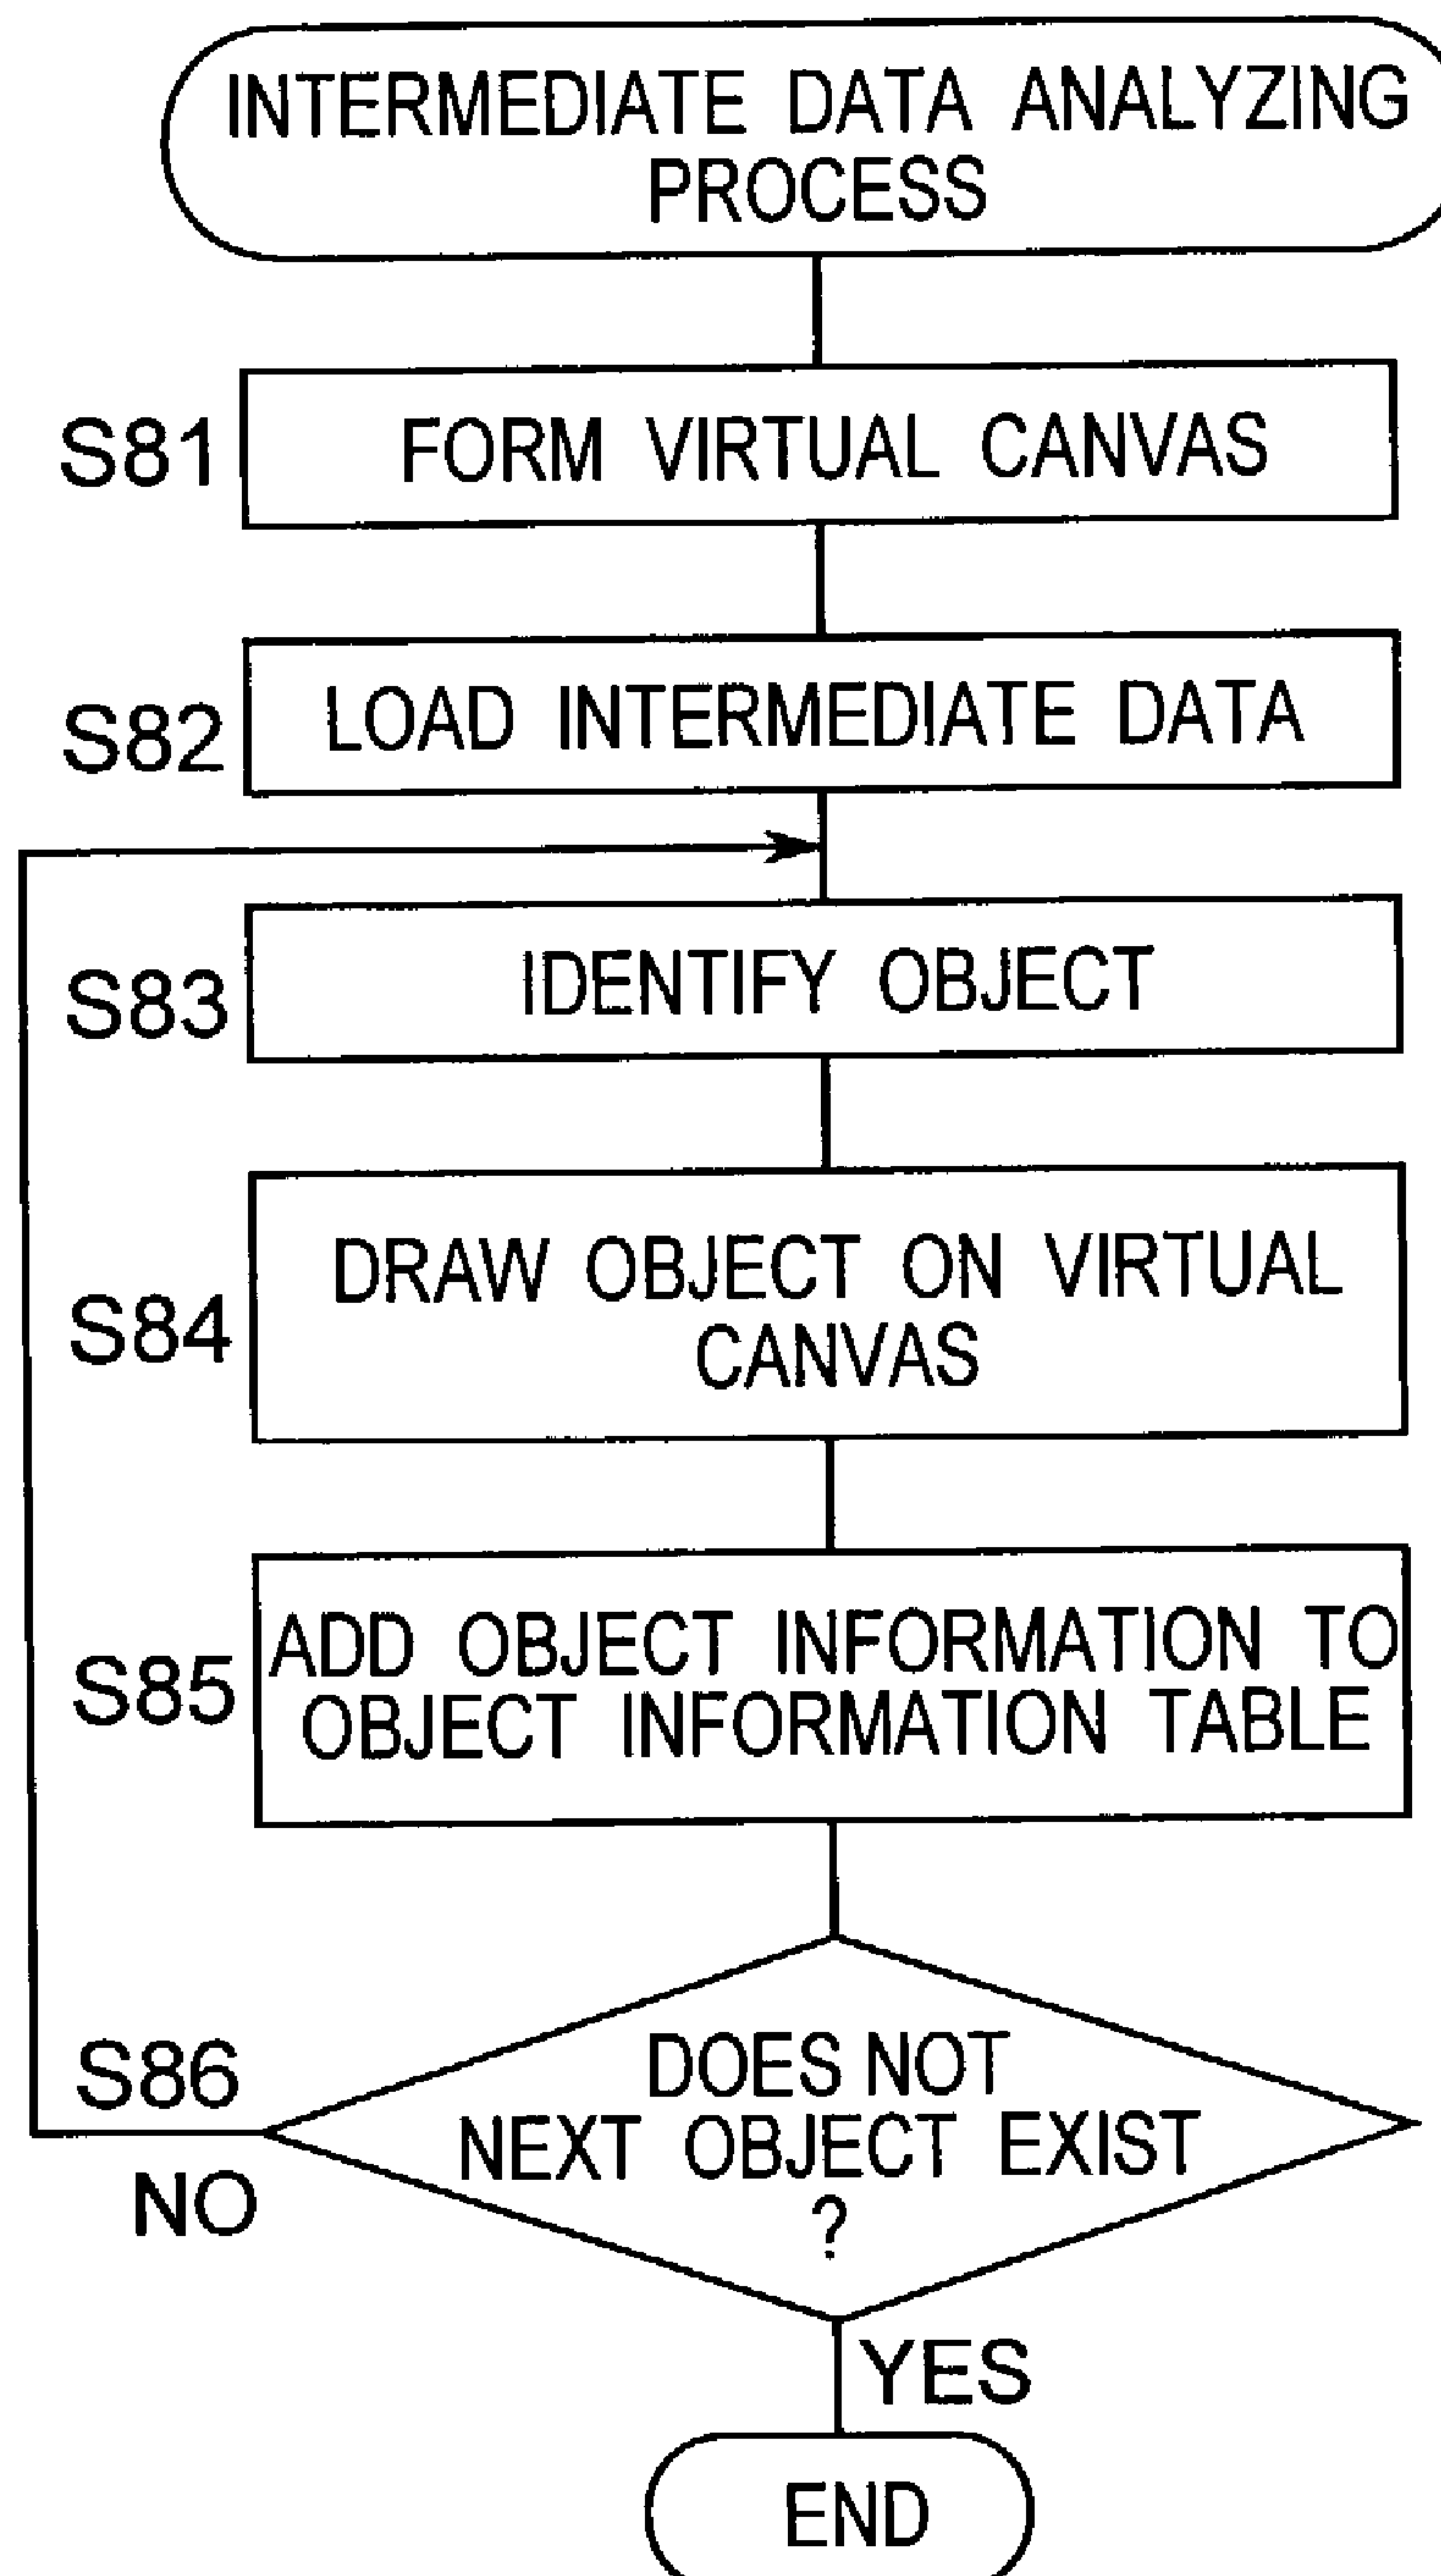 INTERMEDIATE DATA ANALYZING
PROCESS
S81
FORM VIRTUAL CANVAS
S82
LOAD INTERMEDIATE DATA
S83
IDENTIFY OBJECT
S84
DRAW OBJECT ON VIRTUAL
CANVAS
S85
ADD OBJECT INFORMATION TO
OBJECT INFORMATION TABLE
S86
DOES NOT
NEXT OBJECT EXIST
?
NO
YES
END